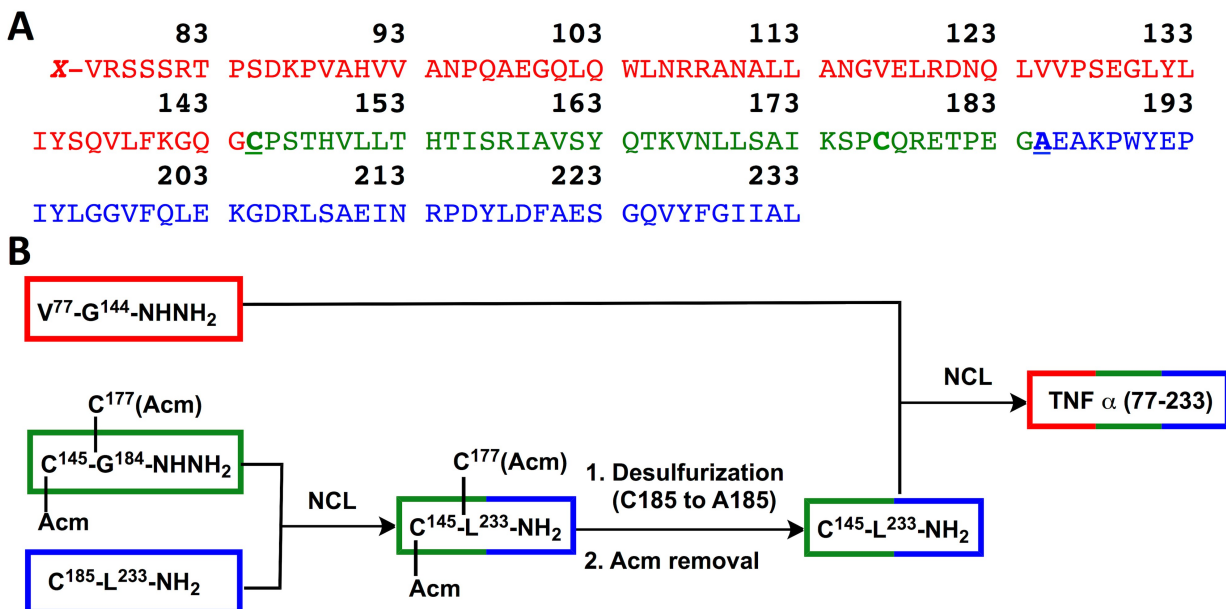 A
83 93 103 113 123 133
X–VRSSSRT PSDKPVAHVV ANPQAEGQLQ WLNRRANALL ANGVELRDNQ LVVPSEGLYL
143 153 163 173 183 193
IYSQVLFKGQ GCPSTHVLLT HTISRIAVSY QTKVNLLSAI KSPCQRETPE GAEAKPWYEP
203 213 223 233
IYLGGVFQLE KGDRLSAEIN RPDYLDFAES GQVYFGIIAL
B
V77-G144-NHNH2
NCL
TNF α (77-233)
C177(Acm)
C145-G184-NHNH2
Acm
NCL
C185-L233-NH2
C177(Acm)
C145-L233-NH2
Acm
1. Desulfurization
(C185 to A185)
2. Acm removal
C145-L233-NH2